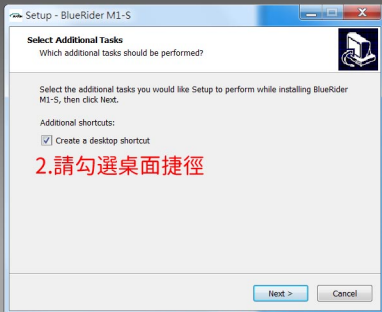 Setup - BlueRider M1-S
Select Additional Tasks
Which additional tasks should be performed?
Select the additional tasks you would like Setup to perform while installing BlueRider
M1-S, then click Next.
Additional shortcuts:
Create a desktop shortcut
2.請勾選桌面捷徑
Next >
Cancel